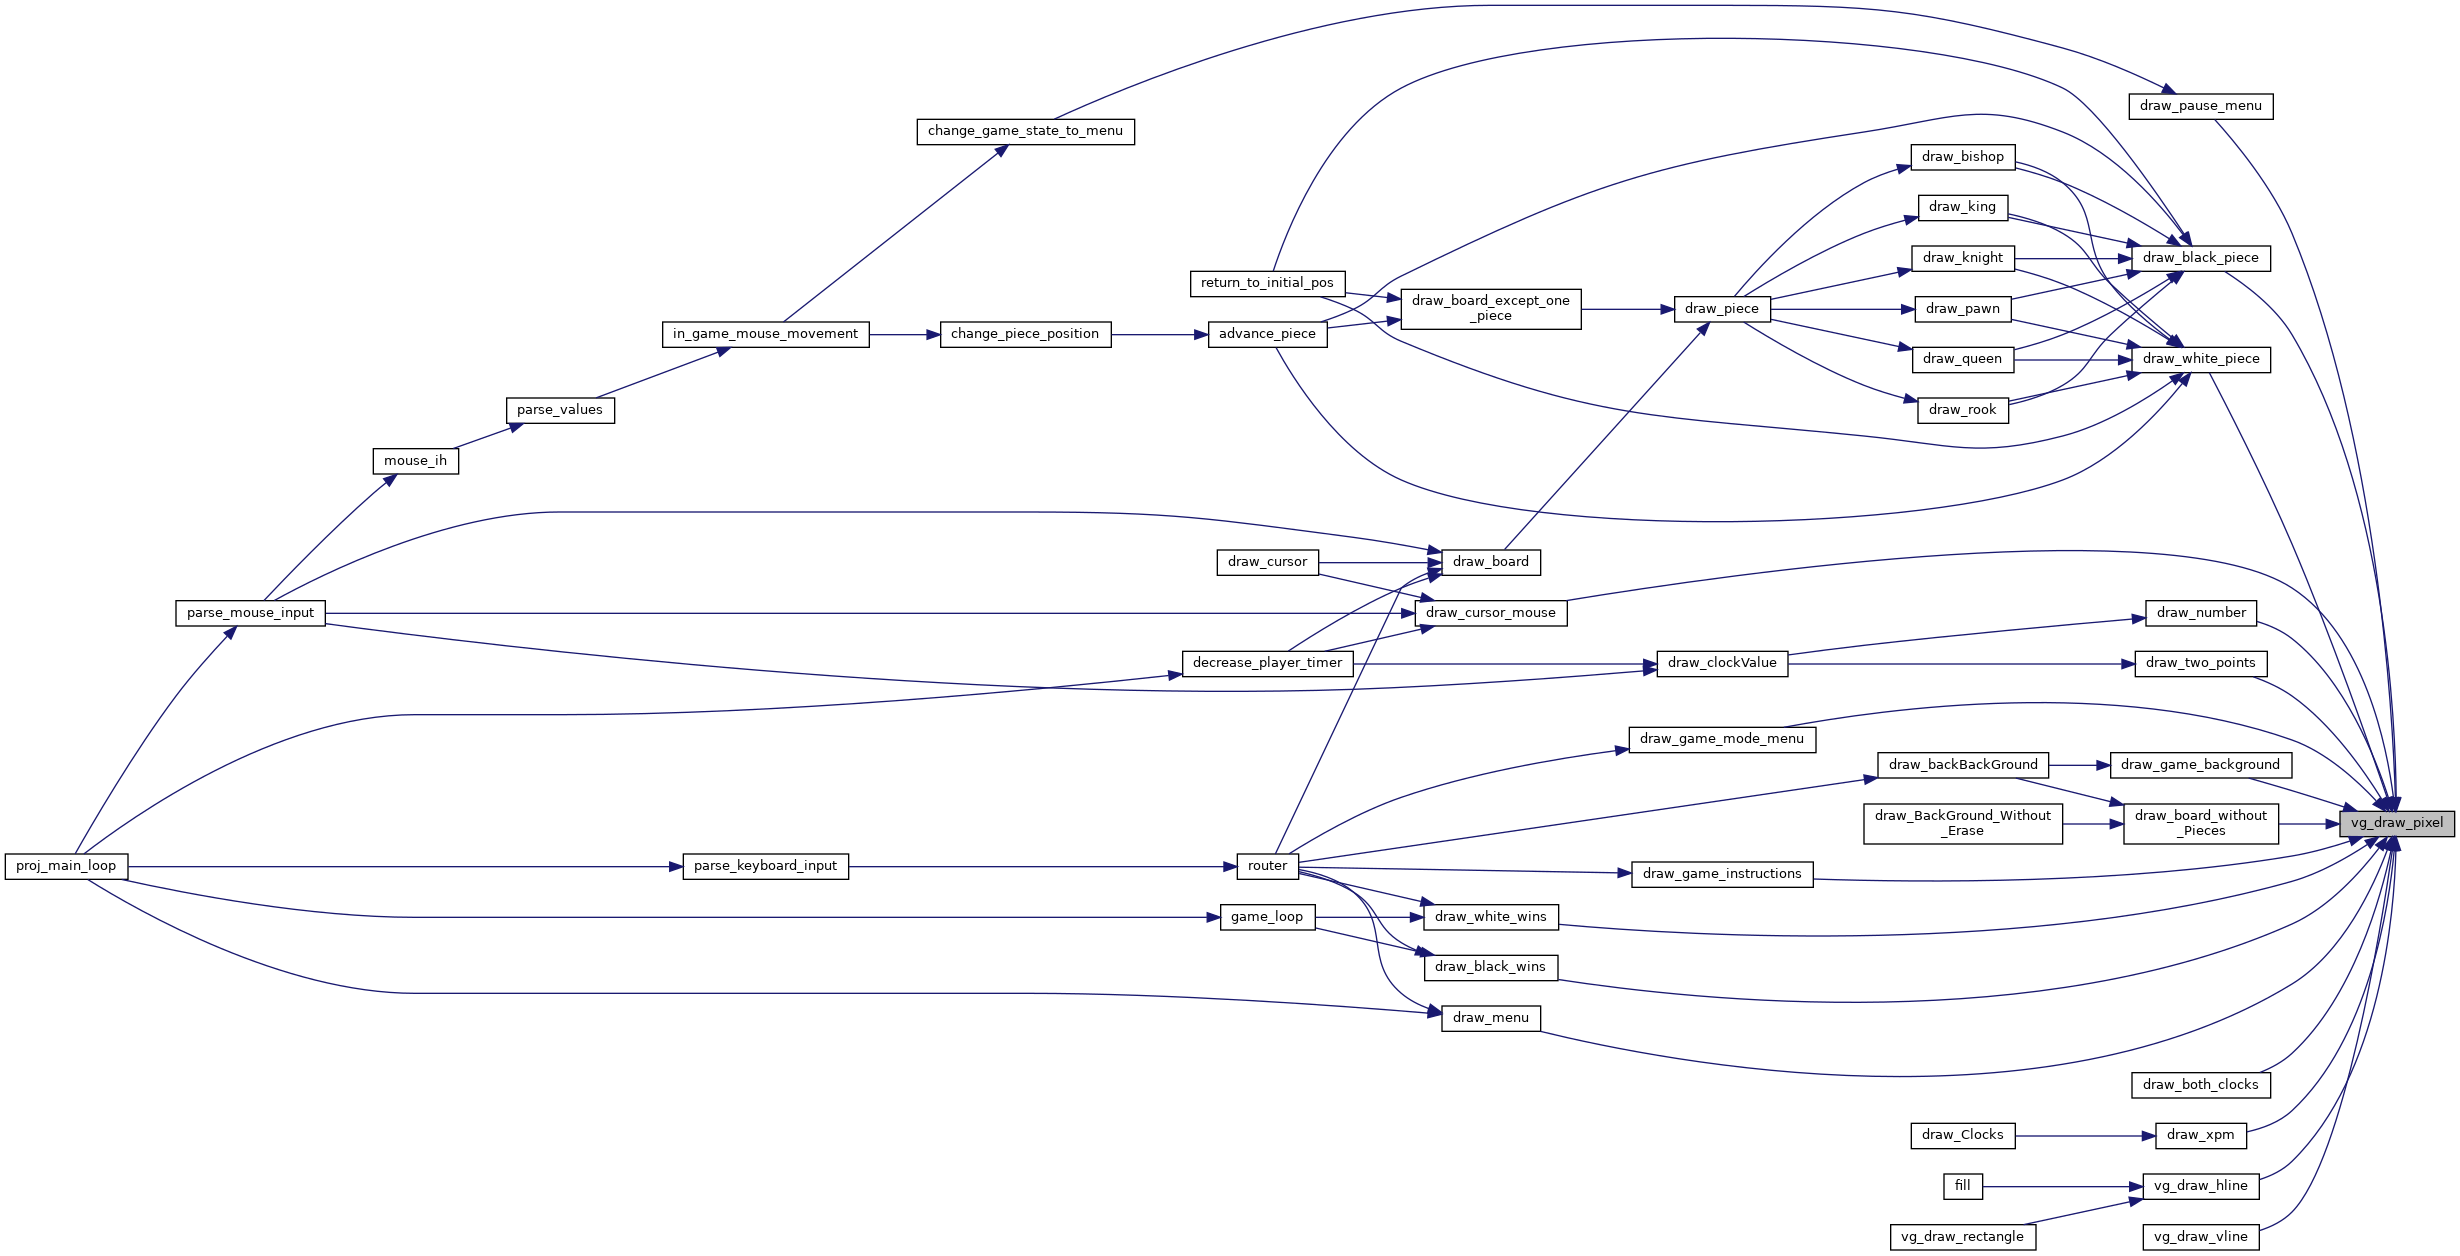 draw_pause_menu
change_game_state_to_menu
draw_bishop
draw_king
draw_knight
draw_black_piece
return_to_initial_pos
draw_board_except_one
_piece
draw_piece
draw_pawn
in_game_mouse_movement
change_piece_position
advance_piece
draw_queen
draw_white_piece
parse_values
draw_rook
mouse_ih
draw_cursor
draw_board
parse_mouse_input
draw_cursor_mouse
draw_number
decrease_player_timer
draw_clockValue
draw_two_points
draw_game_mode_menu
draw_backBackGround
draw_game_background
draw_BackGround_Without
_Erase
draw_board_without
_Pieces
vg_draw_pixel
proj_main_loop
parse_keyboard_input
router
draw_game_instructions
game_loop
draw_white_wins
draw_black_wins
draw_menu
draw_both_clocks
draw_Clocks
draw_xpm
fill
vg_draw_hline
vg_draw_rectangle
vg_draw_vline